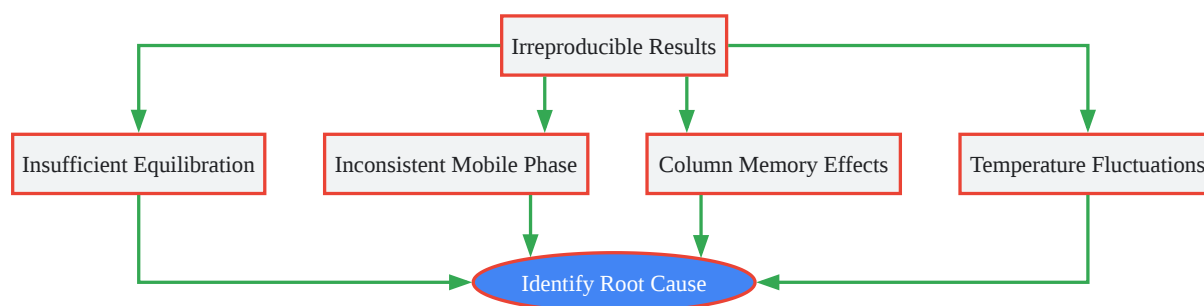 Irreproducible Results
Insufficient Equilibration
Inconsistent Mobile Phase
Column Memory Effects
Temperature Fluctuations
Identify Root Cause